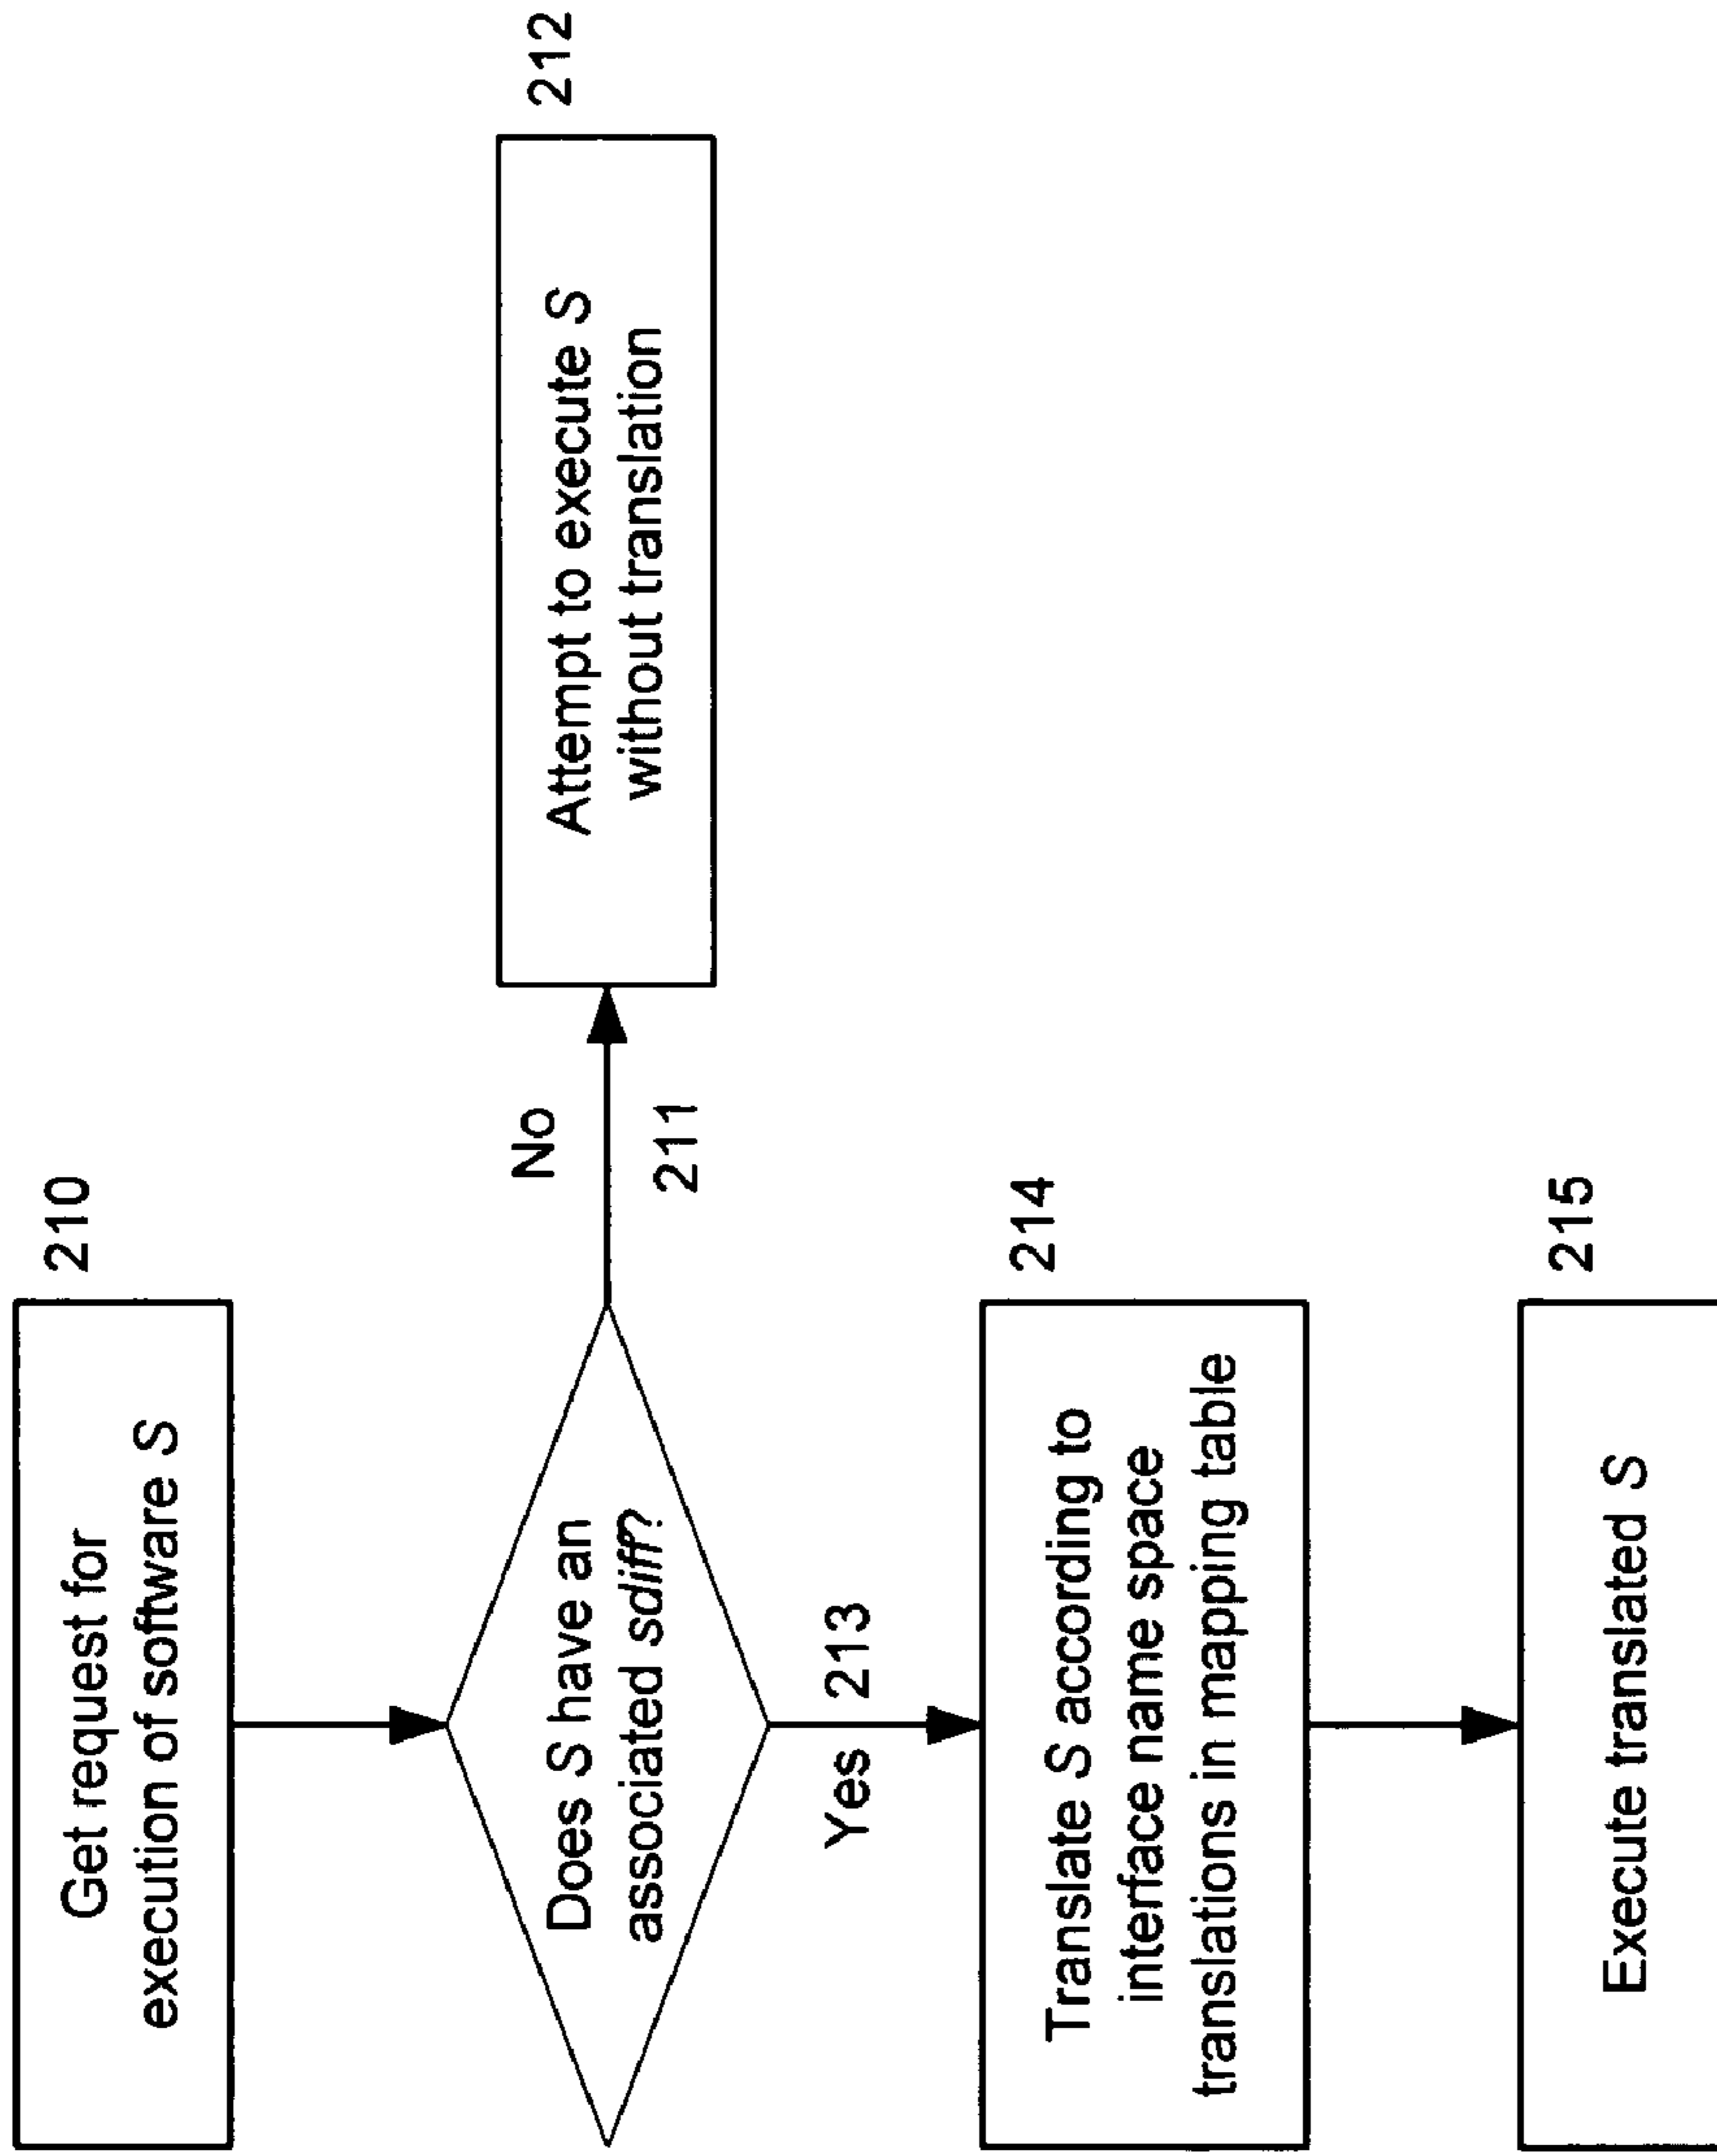 Get request for
execution of software S
210
Does S have an
associated sdiff?
No
211
Attempt to execute S
without translation
212
Yes 213
Translate S according to
interface name space
translations in mapping table
214
Execute translated S
215